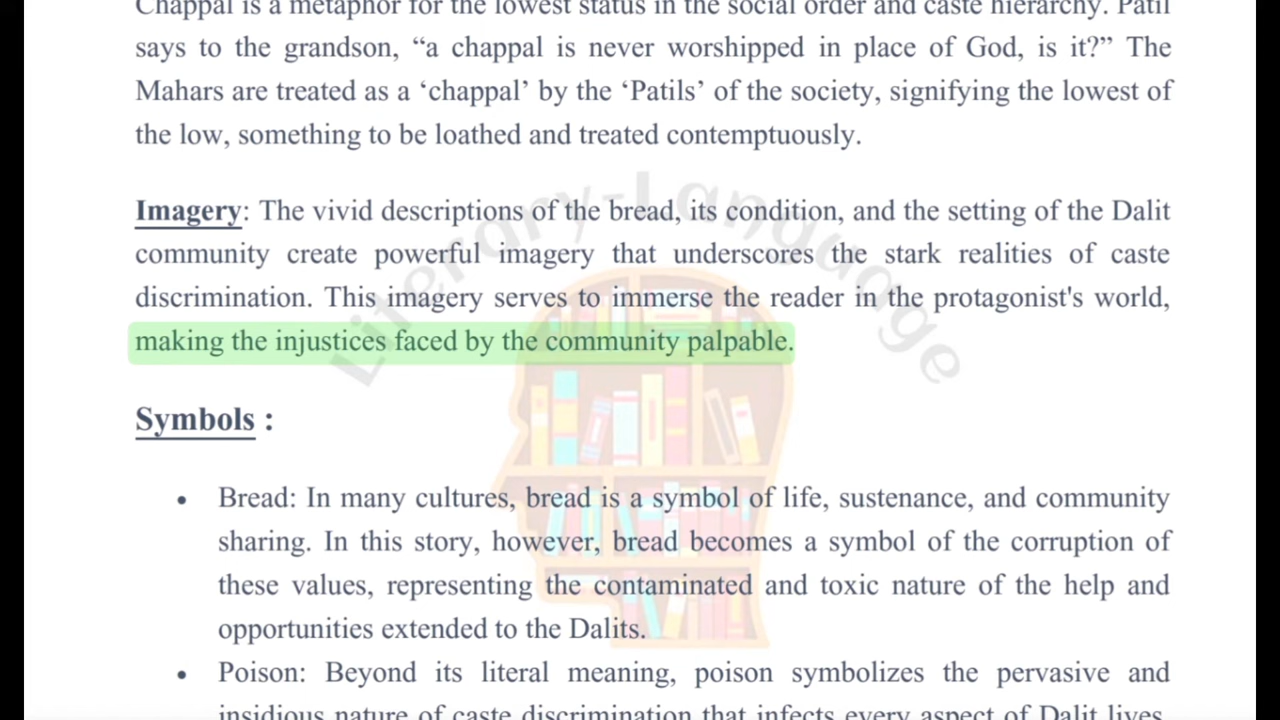 Chappal is a metaphor for the lowest status in the social order and caste hierarchy. Patil
says to the grandson, “a chappal is never worshipped in place of God, is it?” The
Mahars are treated as a ‘chappal’ by the ‘Patils’ of the society, signifying the lowest of
the low, something to be loathed and treated contemptuously.
Imagery: The vivid descriptions of the bread, its condition, and the setting of the Dalit
community create powerful imagery that underscores the stark realities of caste
discrimination. This imagery serves to immerse the reader in the protagonist's world,
making the injustices faced by the community palpable.
Literary-Language
Symbols :
• Bread: In many cultures, bread is a symbol of life, sustenance, and community
sharing. In this story, however, bread becomes a symbol of the corruption of
these values, representing the contaminated and toxic nature of the help and
opportunities extended to the Dalits.
• Poison: Beyond its literal meaning, poison symbolizes the pervasive and
insidious nature of caste discrimination that infects every aspect of Dalit lives,